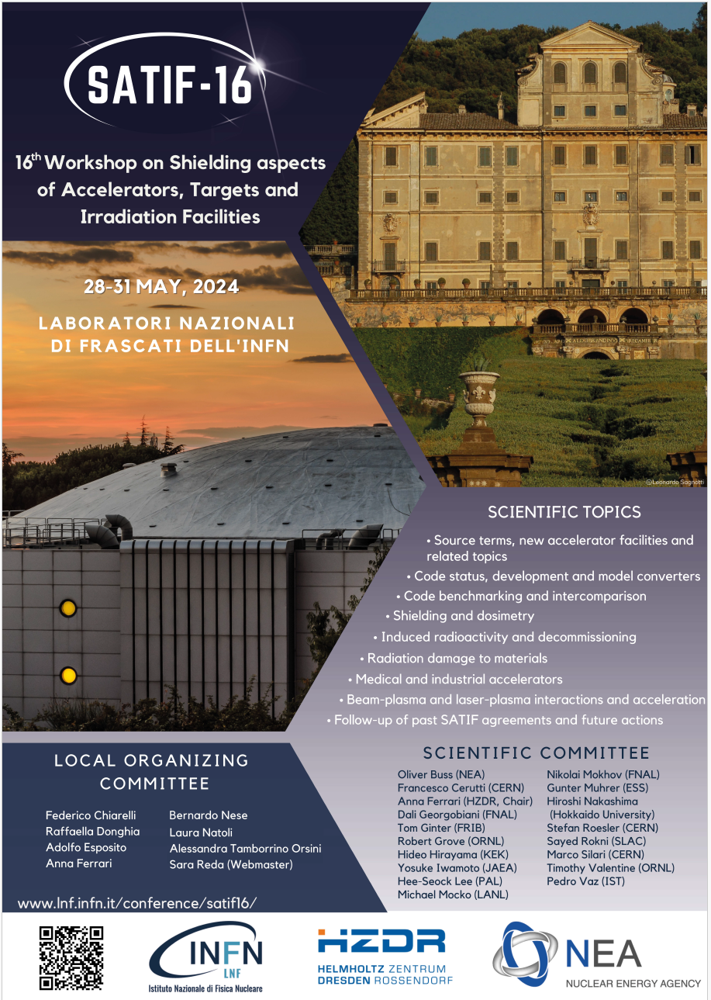 SATIF-16
16th Workshop on Shielding aspects
of Accelerators, Targets and
Irradiation Facilities
28-31 MAY, 2024
LABORATORI NAZIONALI
DI FRASCATI DELL'INFN
@Leonardo Sagnotti
SCIENTIFIC TOPICS
• Source terms, new accelerator facilities and
related topics
• Code status, development and model converters
• Code benchmarking and intercomparison
• Shielding and dosimetry
• Induced radioactivity and decommissioning
• Radiation damage to materials
• Medical and industrial accelerators
• Beam-plasma and laser-plasma interactions and acceleration
• Follow-up of past SATIF agreements and future actions
LOCAL ORGANIZING
COMMITTEE
Federico Chiarelli
Raffaella Donghia
Adolfo Esposito
Anna Ferrari
Bernardo Nese
Laura Natoli
Alessandra Tamborrino Orsini
Sara Reda (Webmaster)
www.lnf.infn.it/conference/satif16/
SCIENTIFIC COMMITTEE
Oliver Buss (NEA)
Francesco Cerutti (CERN)
Anna Ferrari (HZDR, Chair)
Dali Georgobiani (FNAL)
Tom Ginter (FRIB)
Robert Grove (ORNL)
Hideo Hirayama (KEK)
Yosuke Iwamoto (JAEA)
Hee-Seock Lee (PAL)
Michael Mocko (LANL)
Nikolai Mokhov (FNAL)
Gunter Muhrer (ESS)
Hiroshi Nakashima
(Hokkaido University)
Stefan Roesler (CERN)
Sayed Rokni (SLAC)
Marco Silari (CERN)
Timothy Valentine (ORNL)
Pedro Vaz (IST)
INFN
LNF
Istituto Nazionale di Fisica Nucleare
HZDR
HELMHOLTZ ZENTRUM
DRESDEN ROSSENDORF
NEA
NUCLEAR ENERGY AGENCY